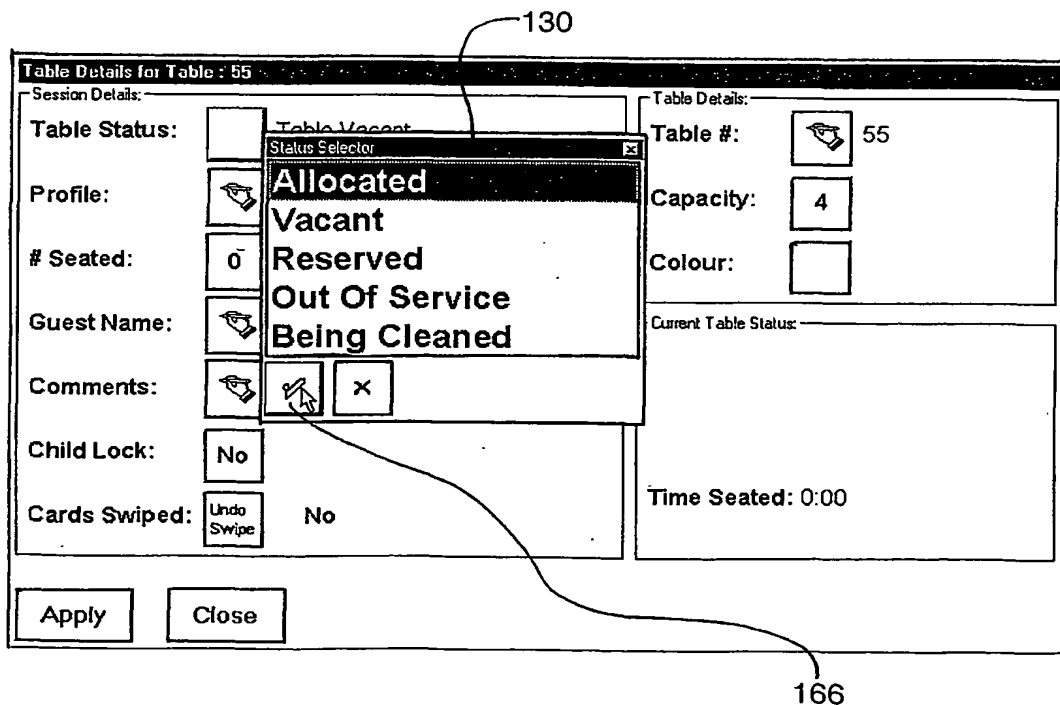 130
Table Details for Table : 55
Session Details:
Table Status:
Table Vacant
Profile:
# Seated:
0
Guest Name:
Comments:
Child Lock:
No
Cards Swiped:
Undo
Swipe
No
Status Selector
Allocated
Vacant
Reserved
Out Of Service
Being Cleaned
Table Details:
Table #:
55
Capacity:
4
Colour:
Current Table Status:
Time Seated: 0:00
Apply
Close
166